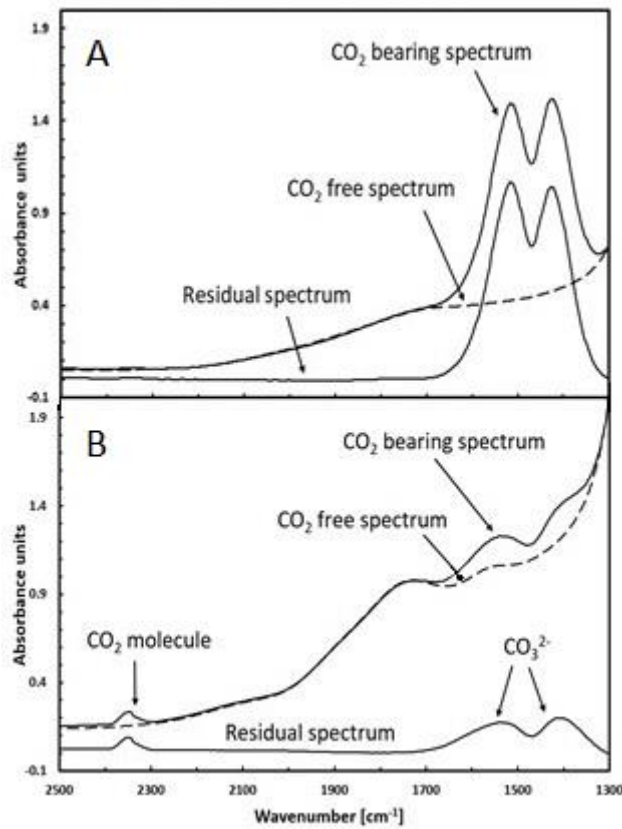 1.9
A
CO₂ bearing spectrum
1.4
CO₂ free spectrum
0.9
Residual spectrum
0.4
-0.1
Absorbance units
1.9
B
CO₂ bearing spectrum
1.4
CO₂ free spectrum
0.9
CO₂ molecule
CO₃²⁻
0.4
Residual spectrum
-0.1
Absorbance units
2500 2300 2100 1900 1700 1500 1300
Wavenumber [cm⁻¹]